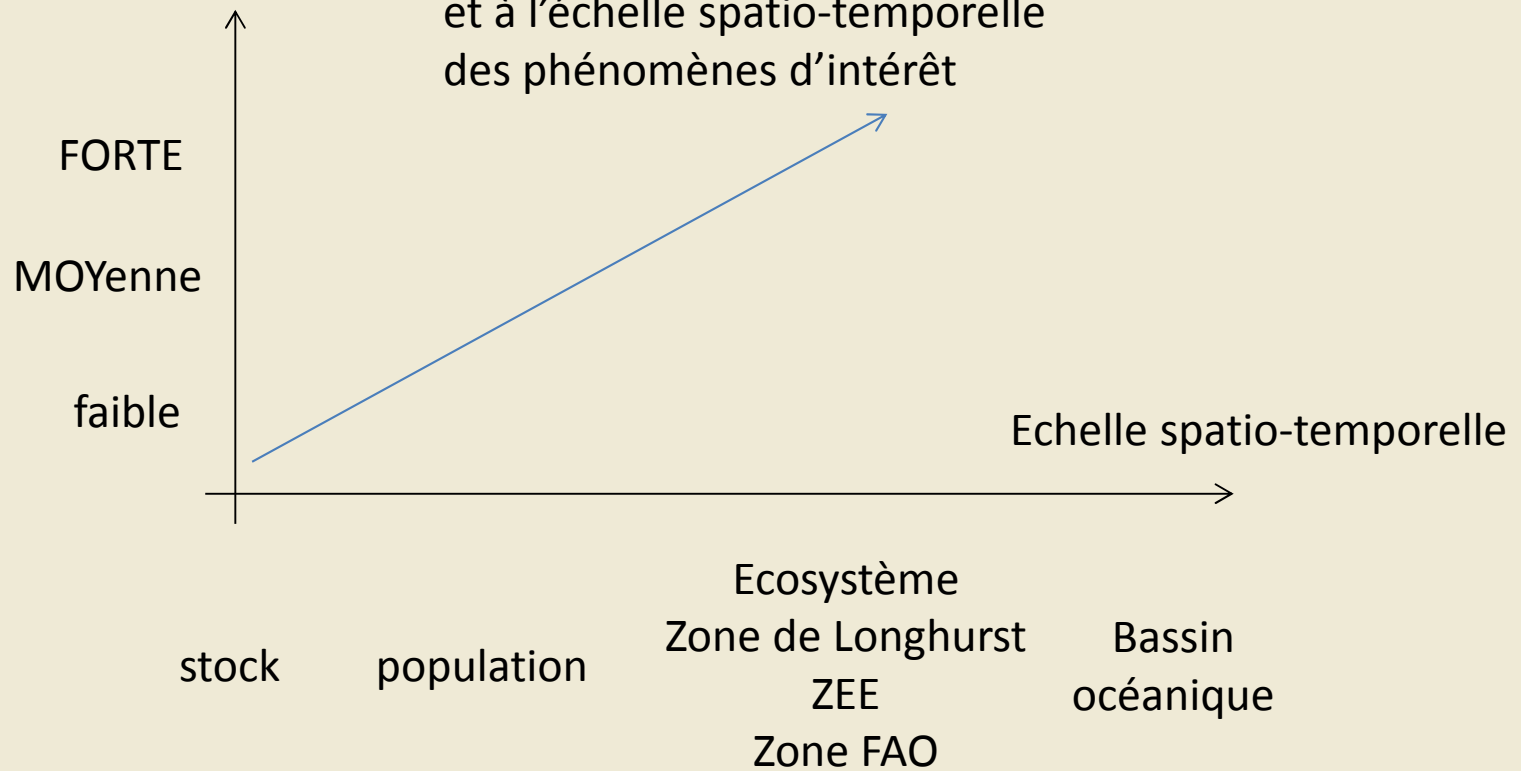 et à l'échelle spatio-temporelle
des phénomènes d'intérêt
FORTE
MOYenne
faible
Echelle spatio-temporelle
stock
population
Ecosystème
Zone de Longhurst
ZEE
Zone FAO
Bassin
océanique